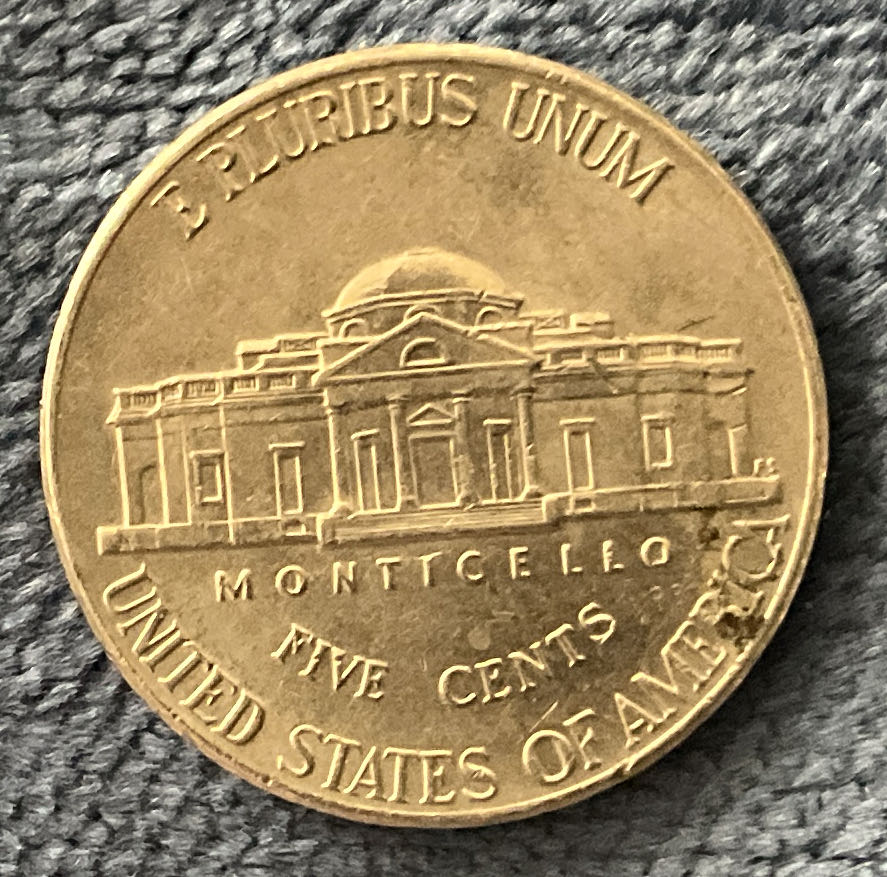 E PLURIBUS UNUM
MONTICELLO
FIVE CENTS
UNITED STATES OF AMERICA